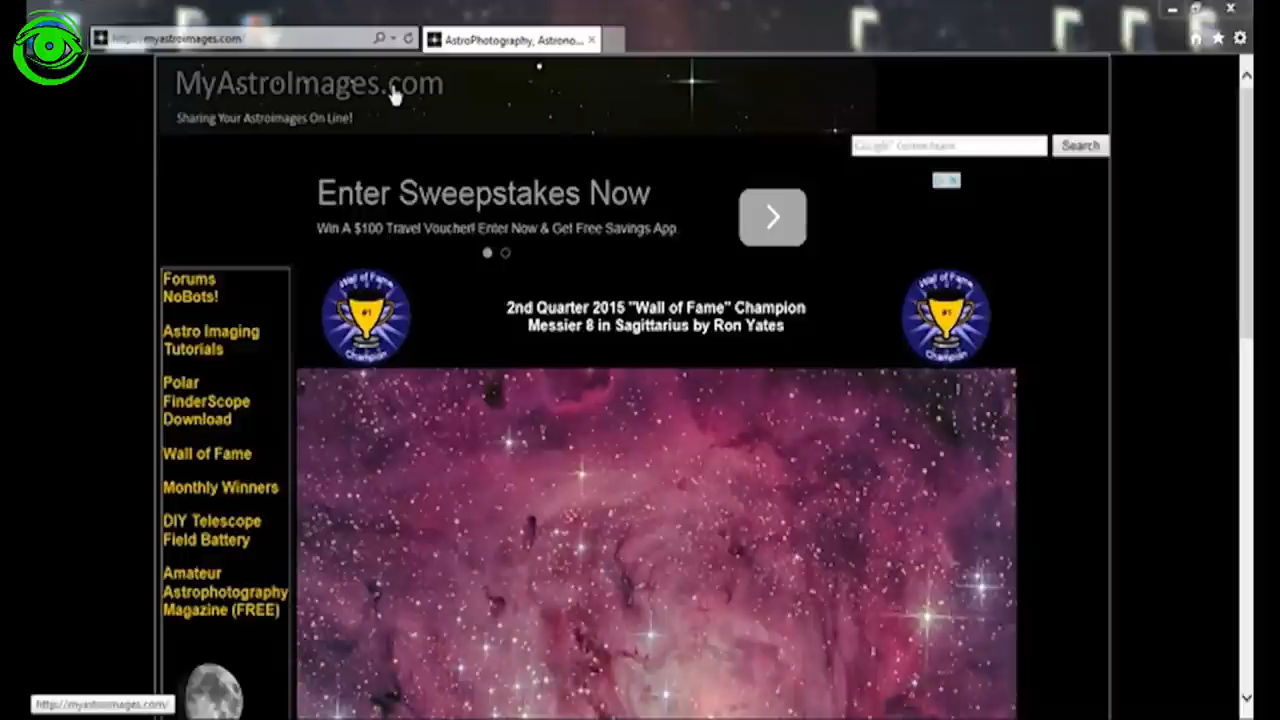 http://myastroimages.com/
AstroPhotography, Astrono...
MyAstroImages.com
Sharing Your Astroimages On Line!
Search
Enter Sweepstakes Now
Win A $100 Travel Voucher! Enter Now & Get Free Savings App
Forums
NoBots!
Astro Imaging
Tutorials
Polar
FinderScope
Download
Wall of Fame
Monthly Winners
DIY Telescope
Field Battery
Amateur
Astrophotography
Magazine (FREE)
Wall of Fame
#1
Champion
2nd Quarter 2015 "Wall of Fame" Champion
Messier 8 in Sagittarius by Ron Yates
Wall of Fame
#1
Champion
http://myastroimages.com/